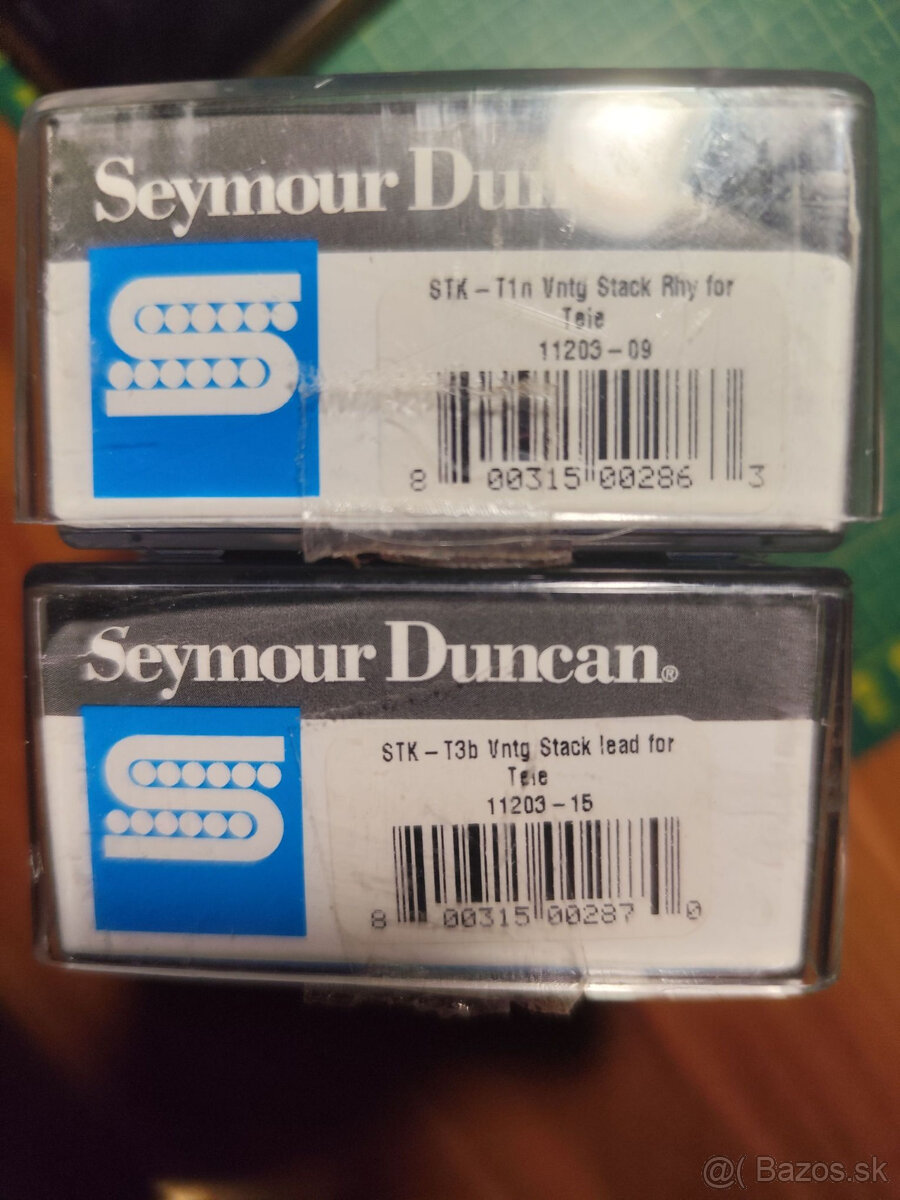 Seymour Duncan
STK-T1n Vntg Stack Rhy for
Tele
11203-09
8 00315 00286 3
Seymour Duncan®
STK-T3b Vntg Stack lead for
Tele
11203-15
8 00315 00287 0
@( Bazos.sk